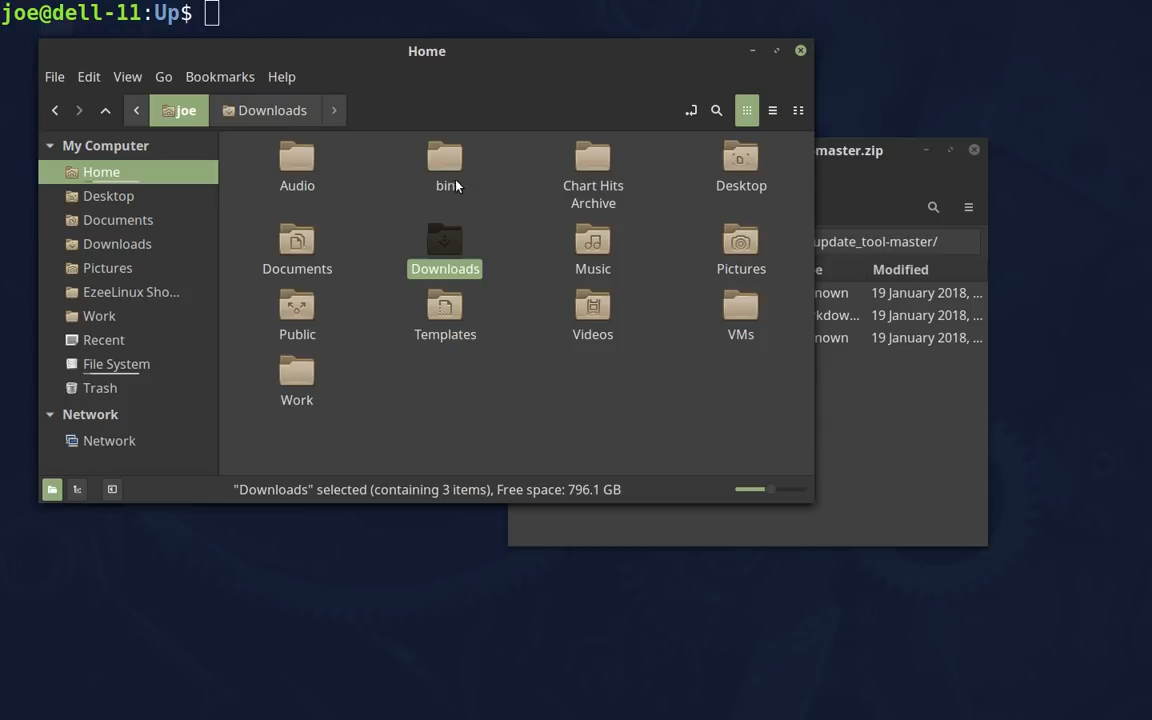 joe@dell-11:Up$
Home
File Edit View Go Bookmarks Help
joe Downloads
My Computer
Home
Desktop
Documents
Downloads
Pictures
EzeeLinux Sho...
Work
Recent
File System
Trash
Network
Network
Audio
bin
Chart Hits
Archive
Desktop
Documents
Downloads
Music
Pictures
Public
Templates
Videos
VMs
Work
"Downloads" selected (containing 3 items), Free space: 796.1 GB
master.zip
update_tool-master/
e Modified
nown 19 January 2018, ...
kdow... 19 January 2018, ...
nown 19 January 2018, ...